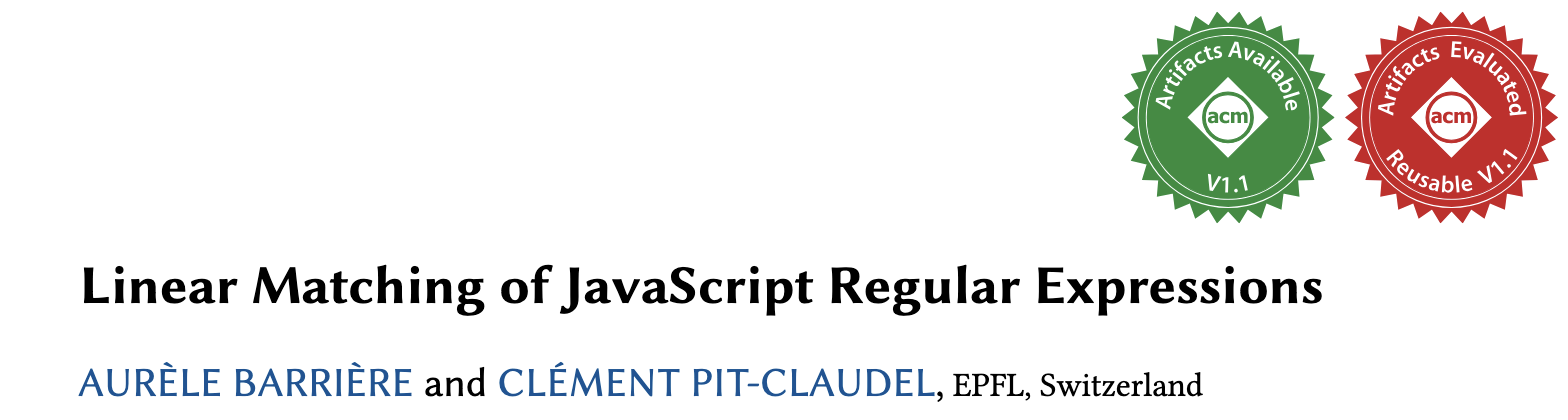 Artifacts Available
acm
V1.1
Artifacts Evaluated
acm
Reusable V1.1
Linear Matching of JavaScript Regular Expressions
AURÈLE BARRIÈRE and CLÉMENT PIT-CLAUDEL, EPFL, Switzerland